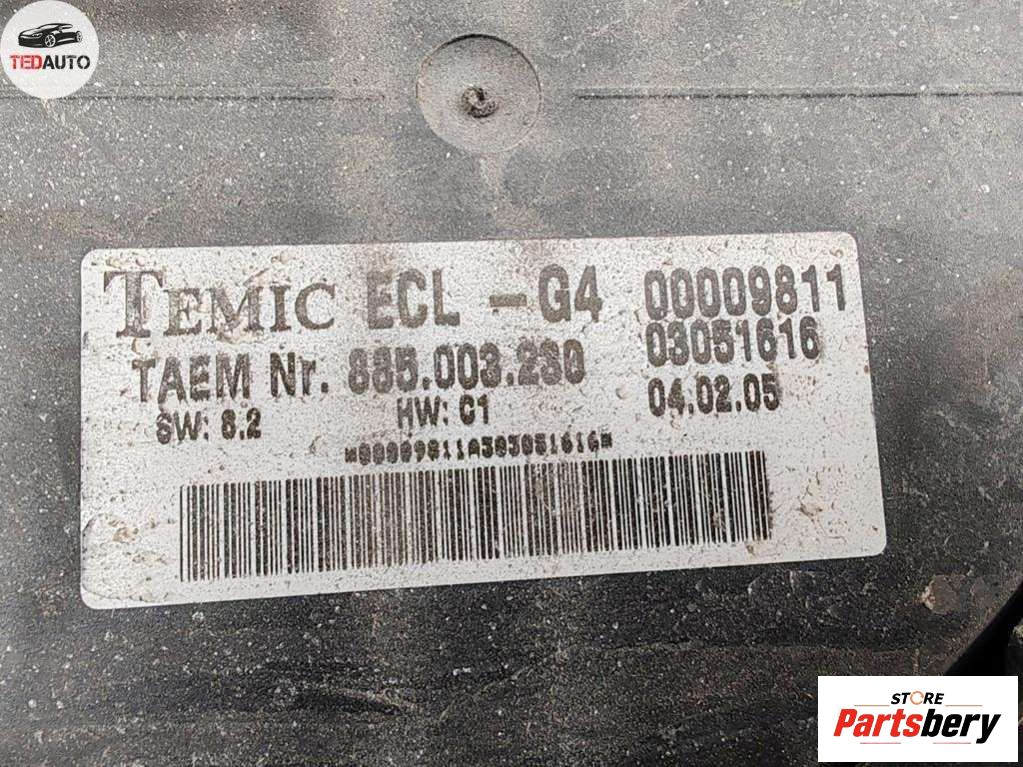 TEDAUTO
TEMIC ECL - G4 00009811
TAEM Nr. 885.003.230 03051616
SW: 8.2 HW: C1 04.02.05
STORE
Partsbery